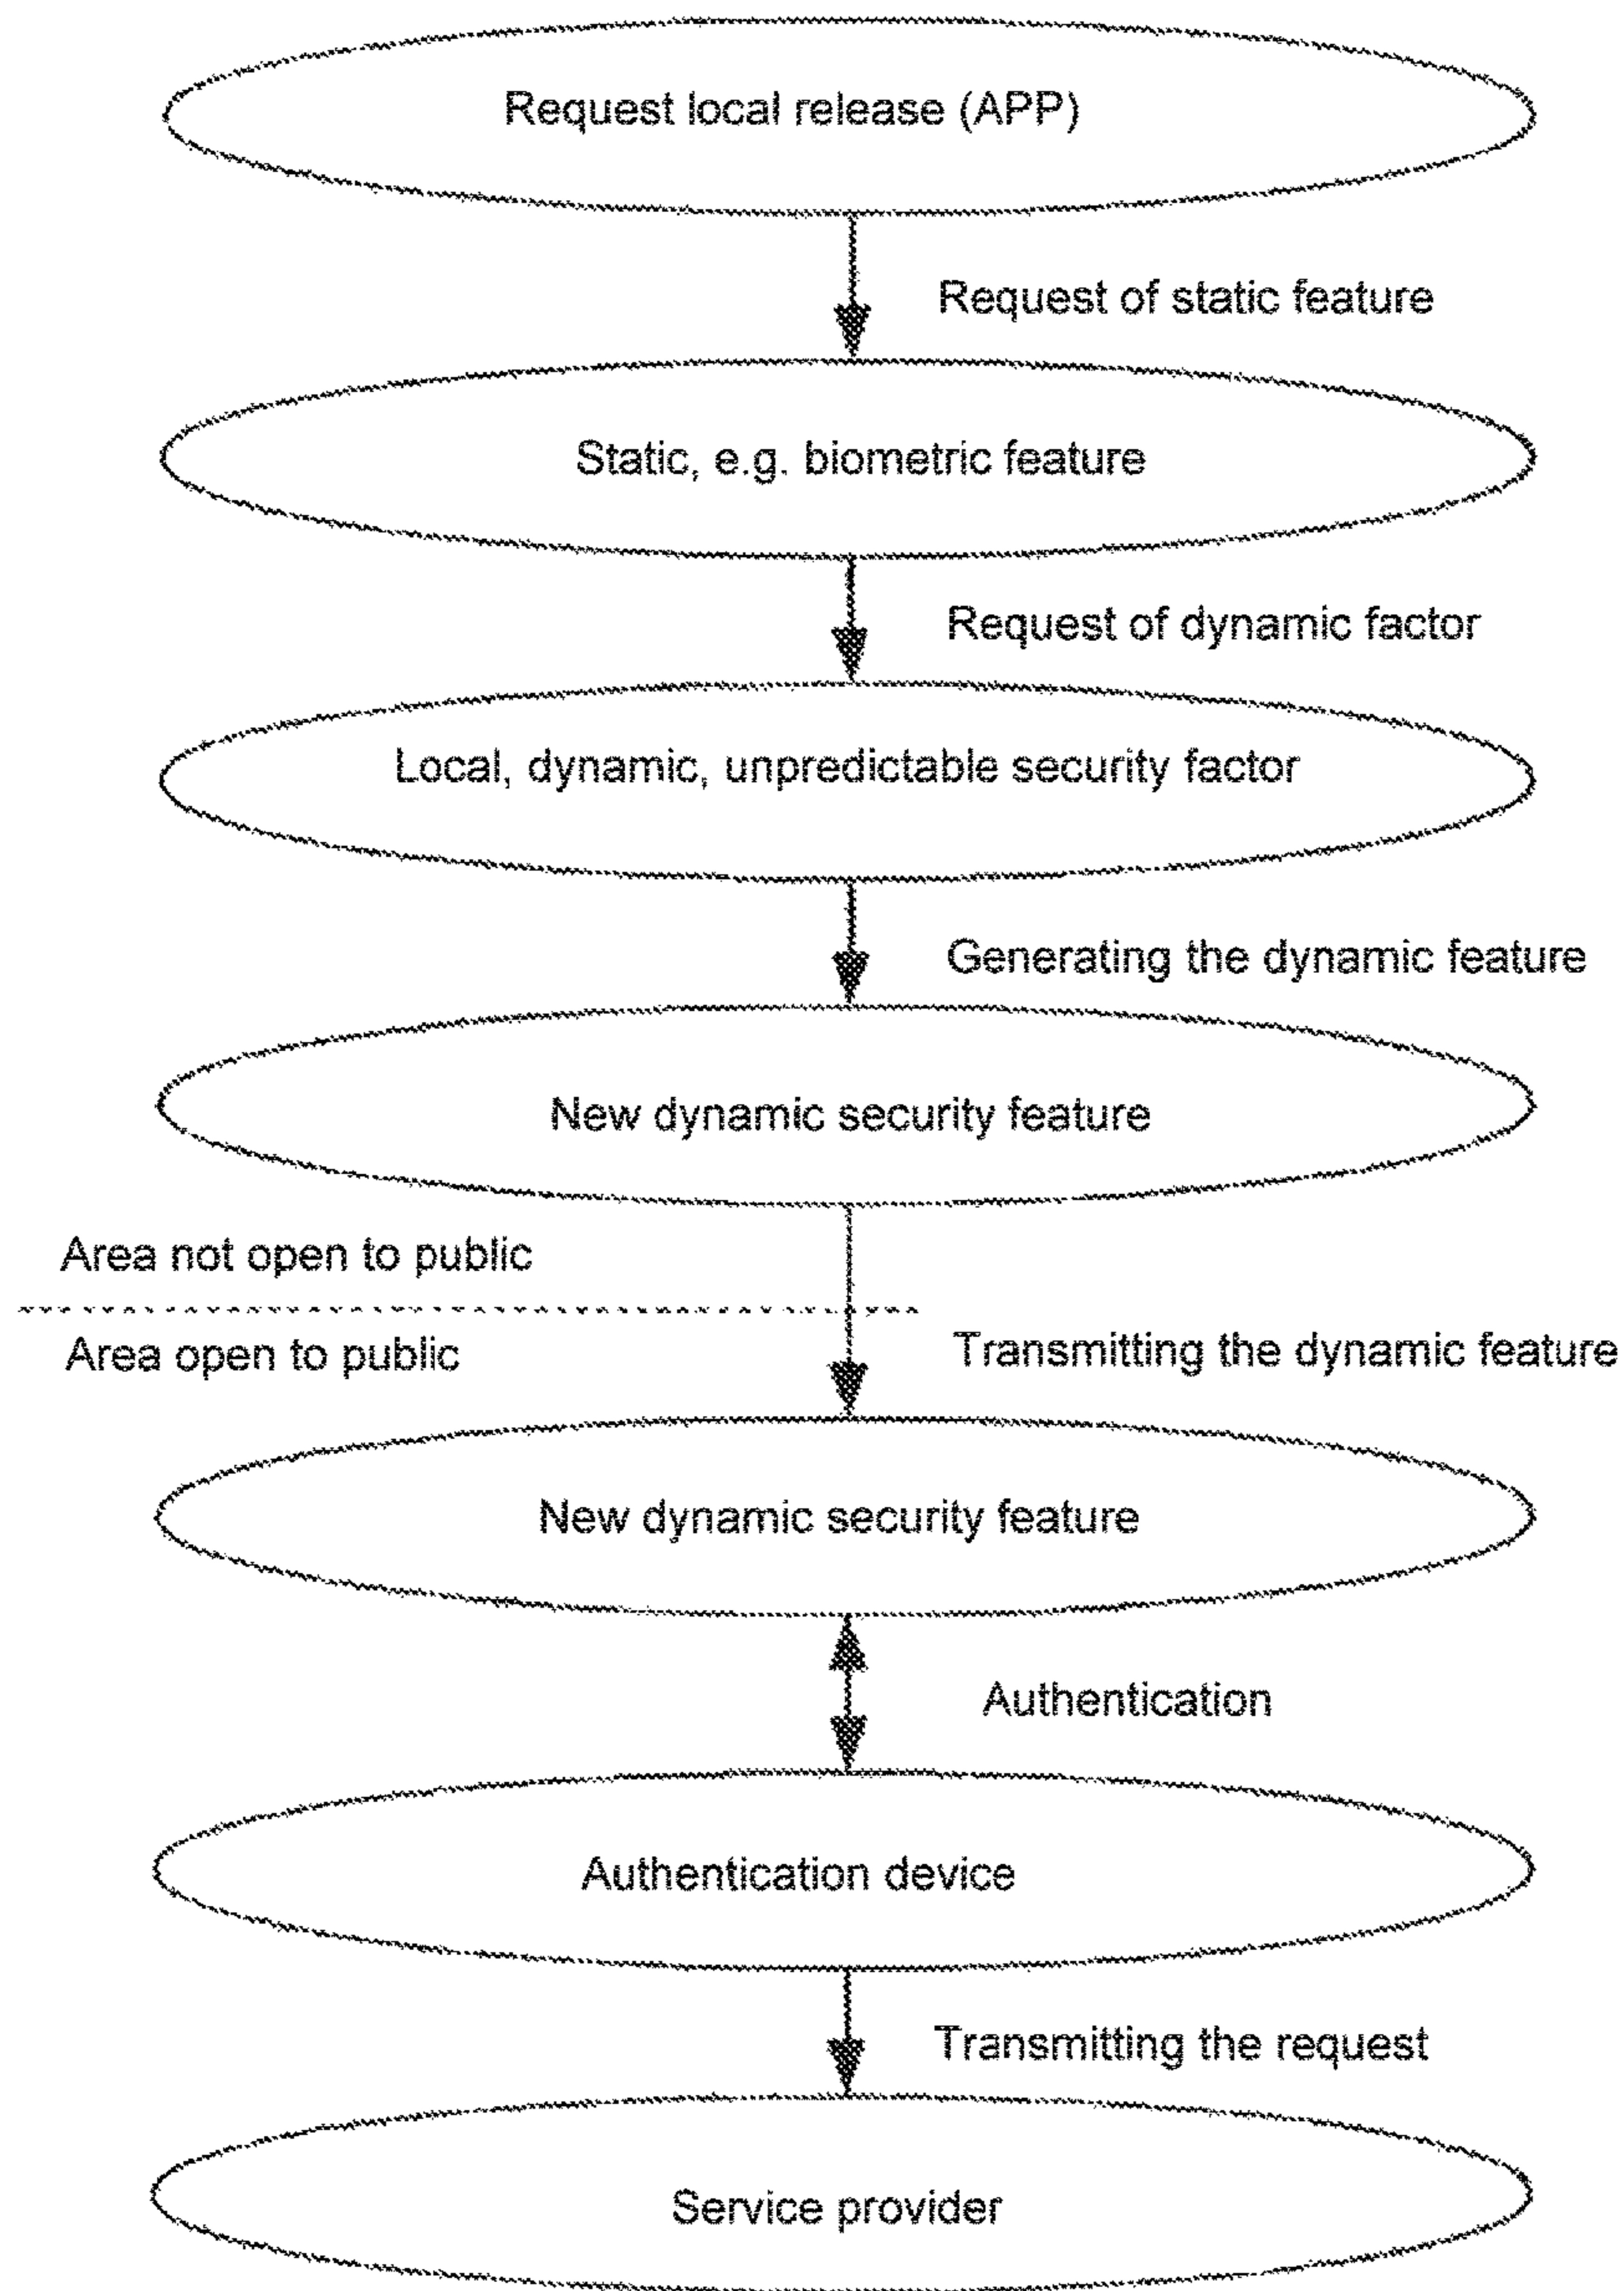 Request local release (APP)
Request of static feature
Static, e.g. biometric feature
Request of dynamic factor
Local, dynamic, unpredictable security factor
Generating the dynamic feature
New dynamic security feature
Area not open to public
Area open to public
Transmitting the dynamic feature
New dynamic security feature
Authentication
Authentication device
Transmitting the request
Service provider